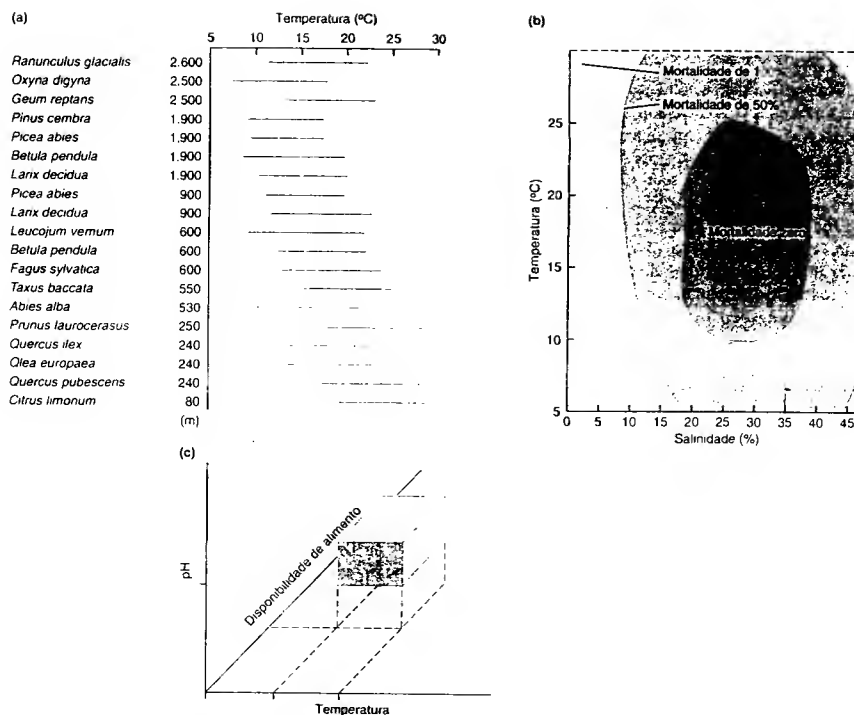 (a)
Temperatura (ºC)
5 10 15 20 25 30
Ranunculus glacialis 2.600
Oxyna digyna 2.500
Geum reptans 2 500
Pinus cembra 1.900
Picea abies 1.900
Betula pendula 1.900
Larix decidua 1.900
Picea abies 900
Larix decidua 900
Leucojum vernum 600
Betula pendula 600
Fagus sylvatica 600
Taxus baccata 550
Abies alba 530
Prunus laurocerasus 250
Quercus ilex 240
Olea europaea 240
Quercus pubescens 240
Citrus limonum 80
(m)
(b)
Mortalidade de 1
Mortalidade de 50%
Mortalidade zero
Temperatura (ºC)
25
20
15
10
5
0 5 10 15 20 25 30 35 40 45
Salinidade (%)
(c)
pH
Disponibilidade de alimento
Temperatura